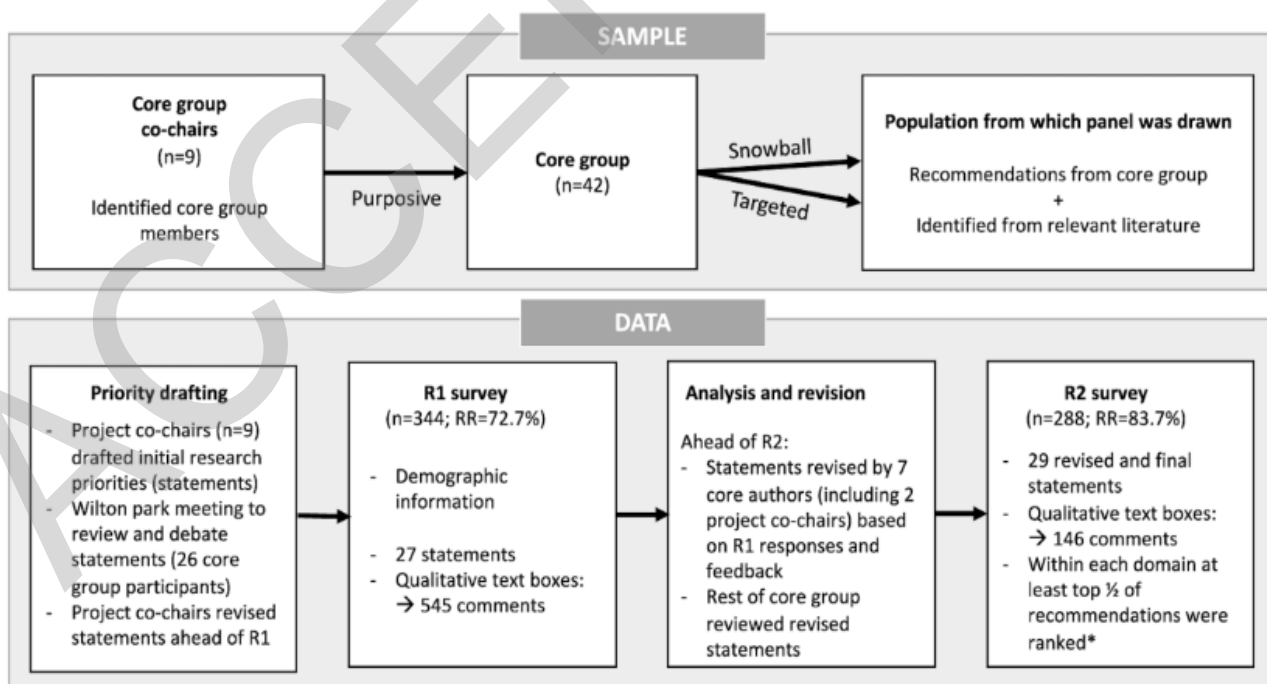 SAMPLE
Core group
co-chairs
(n=9)
Identified core group
members
Purposive
Core group
(n=42)
Snowball
Targeted
Population from which panel was drawn
Recommendations from core group
+
Identified from relevant literature
DATA
Priority drafting
- Project co-chairs (n=9)
drafted initial research
priorities (statements)
- Wilton park meeting to
review and debate
statements (26 core
group participants)
- Project co-chairs revised
statements ahead of R1
R1 survey
(n=344; RR=72.7%)
- Demographic
information
- 27 statements
- Qualitative text boxes:
→ 545 comments
Analysis and revision
Ahead of R2:
- Statements revised by 7
core authors (including 2
project co-chairs) based
on R1 responses and
feedback
- Rest of core group
reviewed revised
statements
R2 survey
(n=288; RR=83.7%)
- 29 revised and final
statements
- Qualitative text boxes:
→ 146 comments
- Within each domain at
least top ½ of
recommendations were
ranked*
ACCE